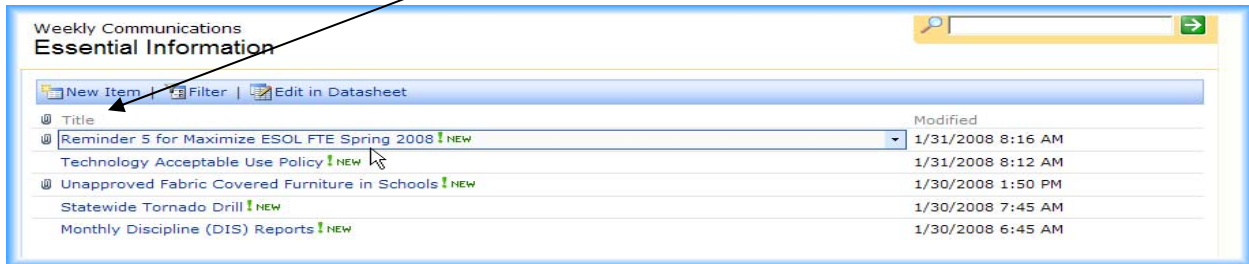 Weekly Communications
Essential Information
New Item | Filter | Edit in Datasheet
Title Modified
Reminder 5 for Maximize ESOL FTE Spring 2008 ! NEW 1/31/2008 8:16 AM
Technology Acceptable Use Policy ! NEW 1/31/2008 8:12 AM
Unapproved Fabric Covered Furniture in Schools ! NEW 1/30/2008 1:50 PM
Statewide Tornado Drill ! NEW 1/30/2008 7:45 AM
Monthly Discipline (DIS) Reports ! NEW 1/30/2008 6:45 AM